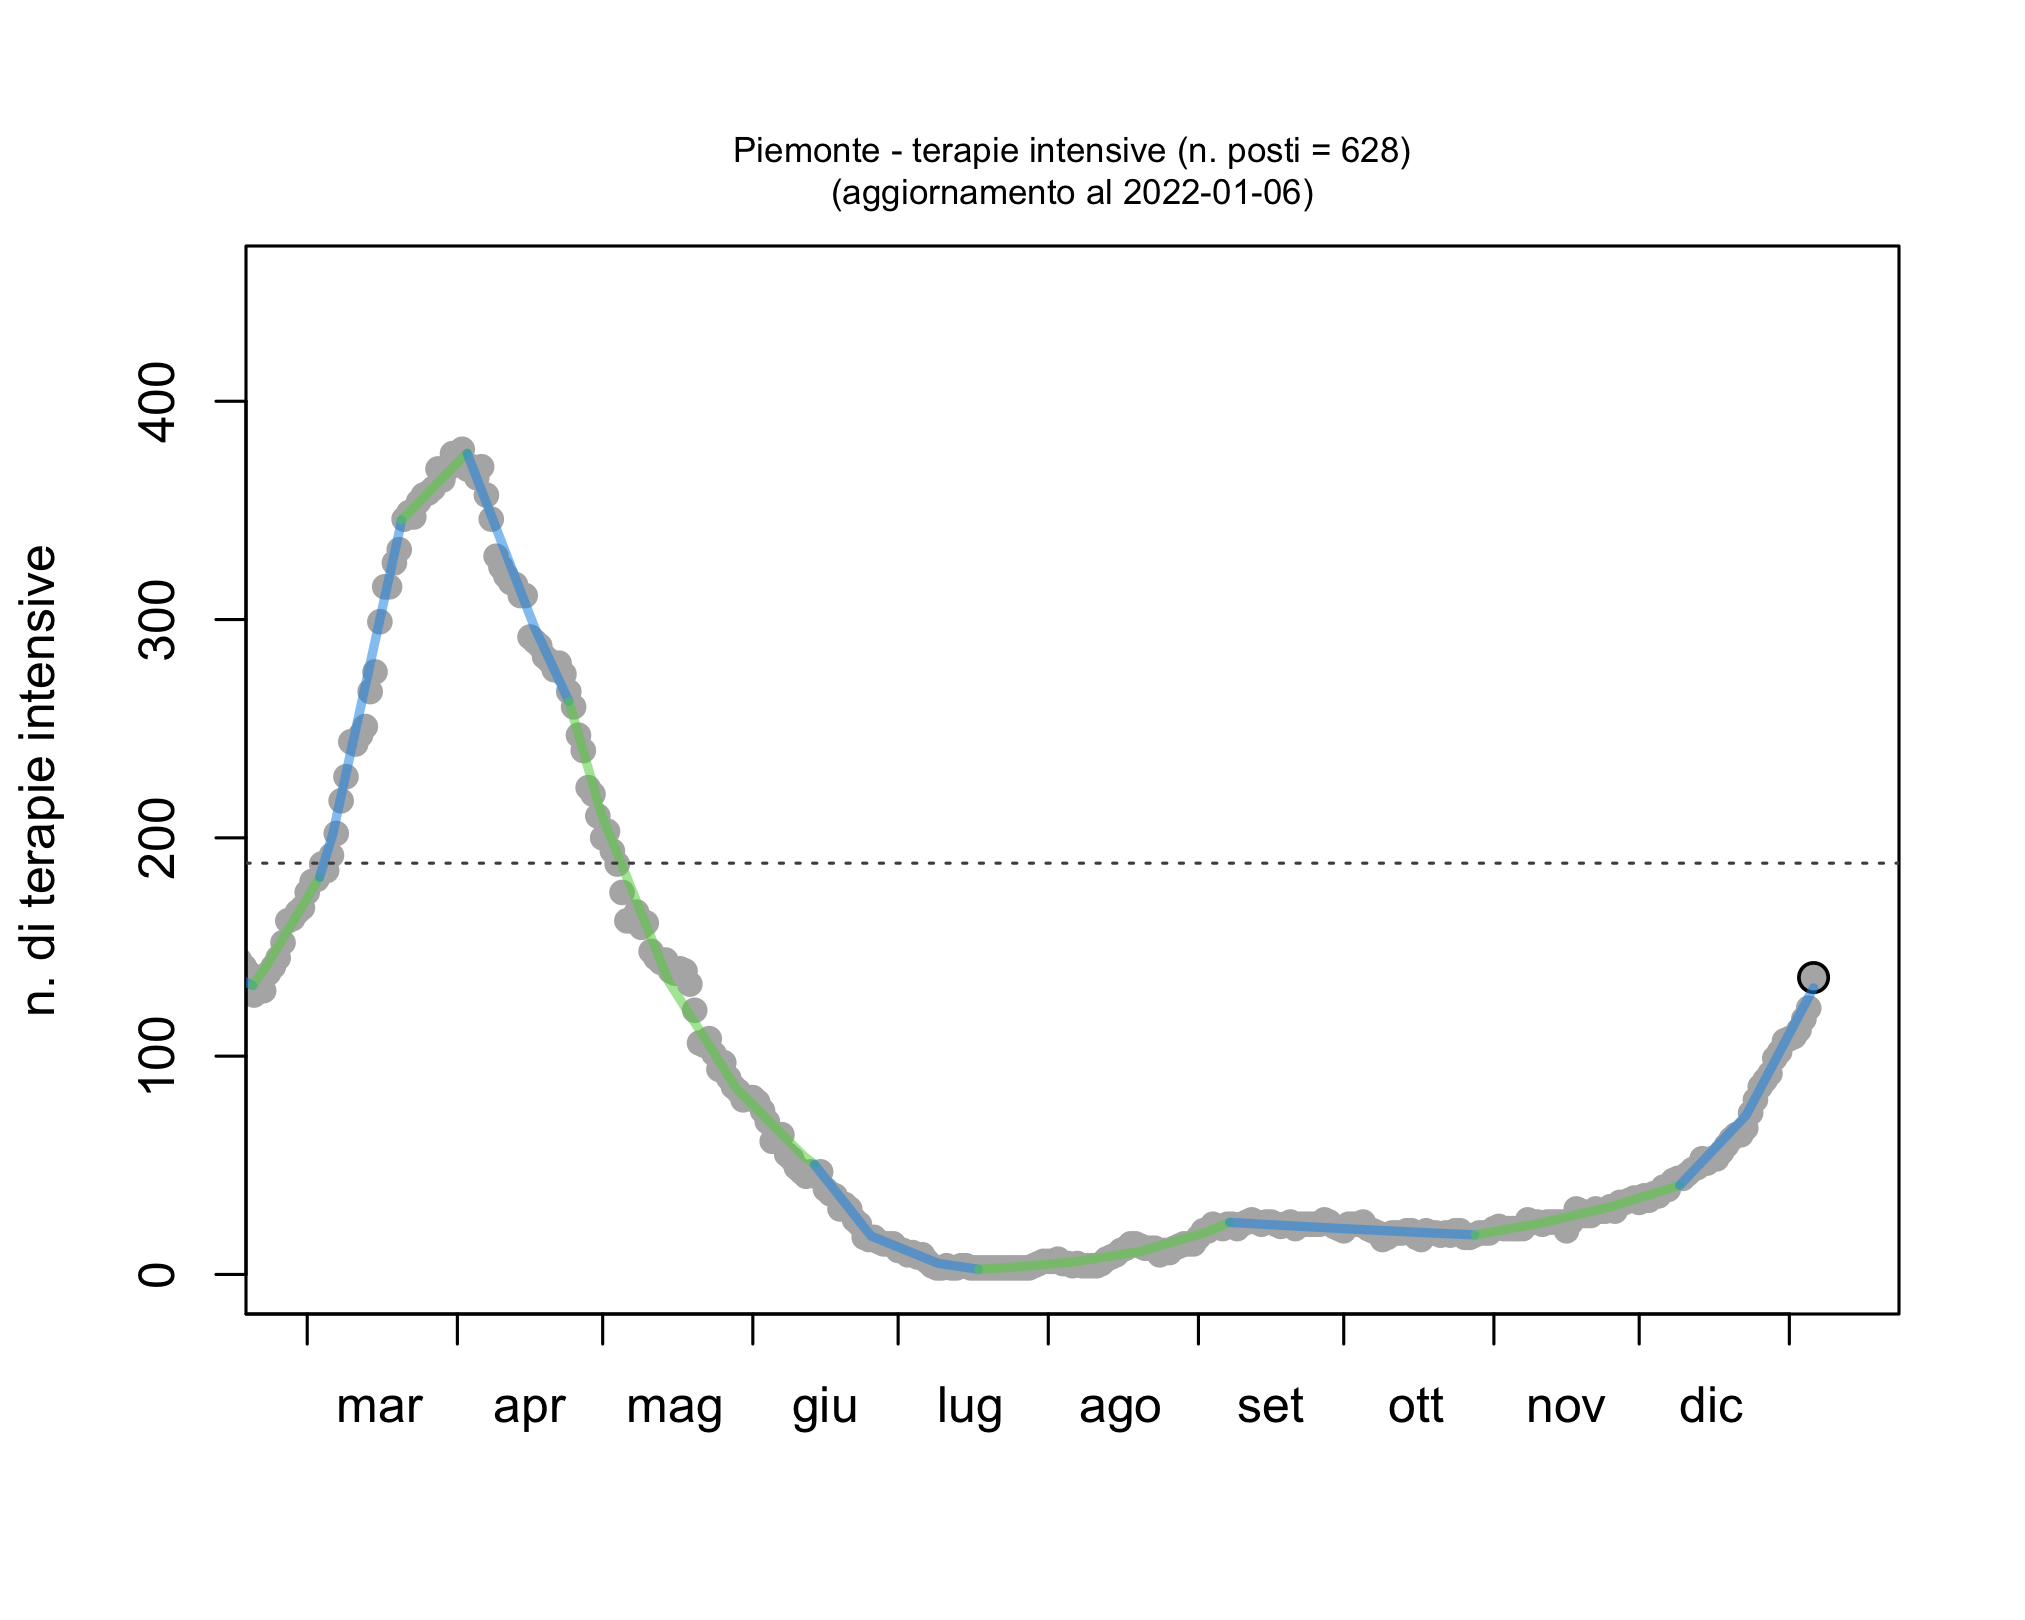 Piemonte - terapie intensive (n. posti = 628)
(aggiornamento al 2022-01-06)
n. di terapie intensive
400
300
200
100
0
mar apr mag giu lug ago set ott nov dic